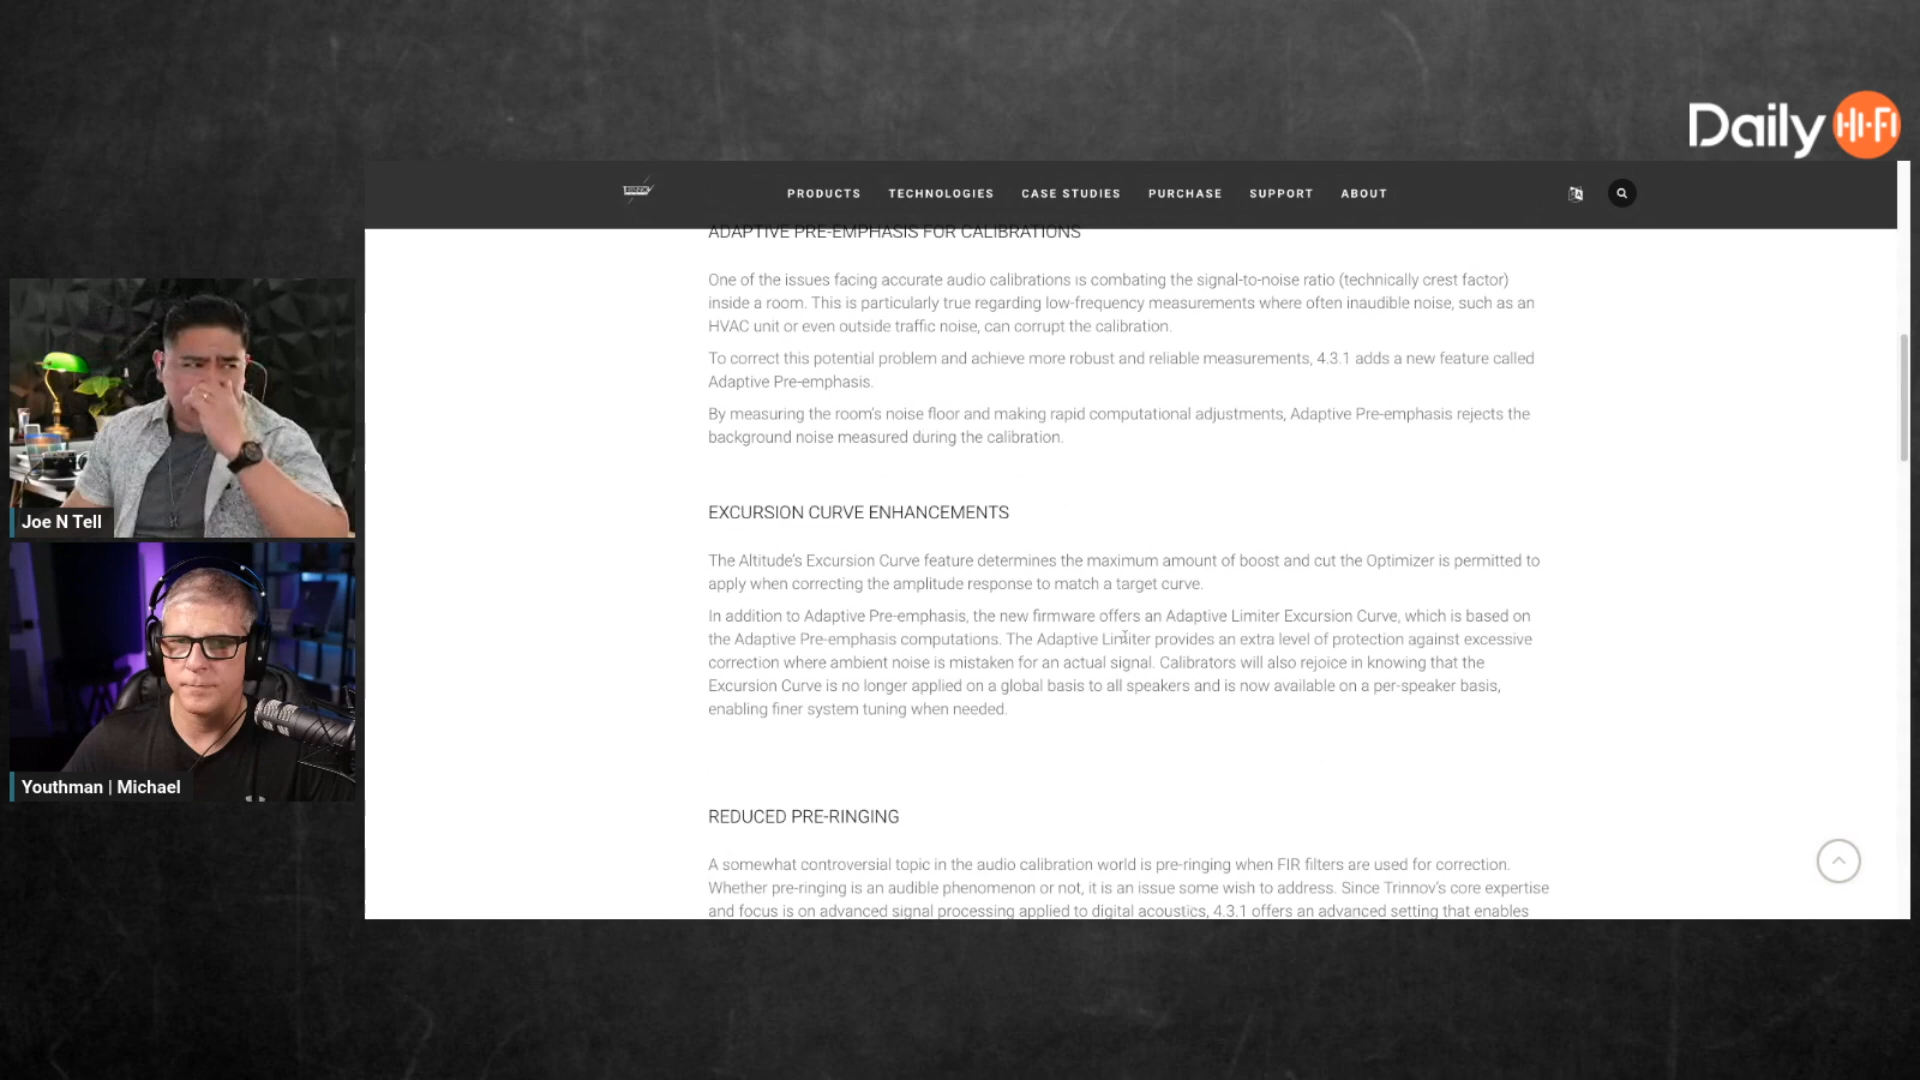 Daily HI-FI
PRODUCTS TECHNOLOGIES CASE STUDIES PURCHASE SUPPORT ABOUT
ADAPTIVE PRE-EMPHASIS FOR CALIBRATIONS
One of the issues facing accurate audio calibrations is combating the signal-to-noise ratio (technically crest factor)
inside a room. This is particularly true regarding low-frequency measurements where often inaudible noise, such as an
HVAC unit or even outside traffic noise, can corrupt the calibration.
To correct this potential problem and achieve more robust and reliable measurements, 4.3.1 adds a new feature called
Adaptive Pre-emphasis.
By measuring the room's noise floor and making rapid computational adjustments, Adaptive Pre-emphasis rejects the
background noise measured during the calibration.
EXCURSION CURVE ENHANCEMENTS
The Altitude's Excursion Curve feature determines the maximum amount of boost and cut the Optimizer is permitted to
apply when correcting the amplitude response to match a target curve.
In addition to Adaptive Pre-emphasis, the new firmware offers an Adaptive Limiter Excursion Curve, which is based on
the Adaptive Pre-emphasis computations. The Adaptive Limiter provides an extra level of protection against excessive
correction where ambient noise is mistaken for an actual signal. Calibrators will also rejoice in knowing that the
Excursion Curve is no longer applied on a global basis to all speakers and is now available on a per-speaker basis,
enabling finer system tuning when needed.
REDUCED PRE-RINGING
A somewhat controversial topic in the audio calibration world is pre-ringing when FIR filters are used for correction.
Whether pre-ringing is an audible phenomenon or not, it is an issue some wish to address. Since Trinnov's core expertise
and focus is on advanced signal processing applied to digital acoustics, 4.3.1 offers an advanced setting that enables
Joe N Tell
Youthman | Michael